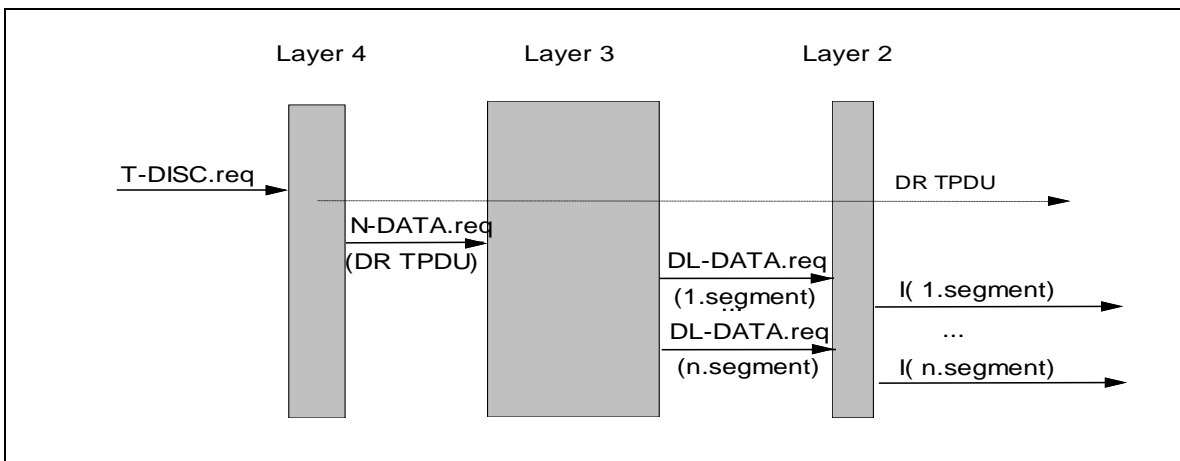 Layer 4
Layer 3
Layer 2
T-DISC.req
DR TPDU
N-DATA.req
(DR TPDU)
DL-DATA.req
(1.segment)
I( 1.segment)
...
...
DL-DATA.req
(n.segment)
I( n.segment)